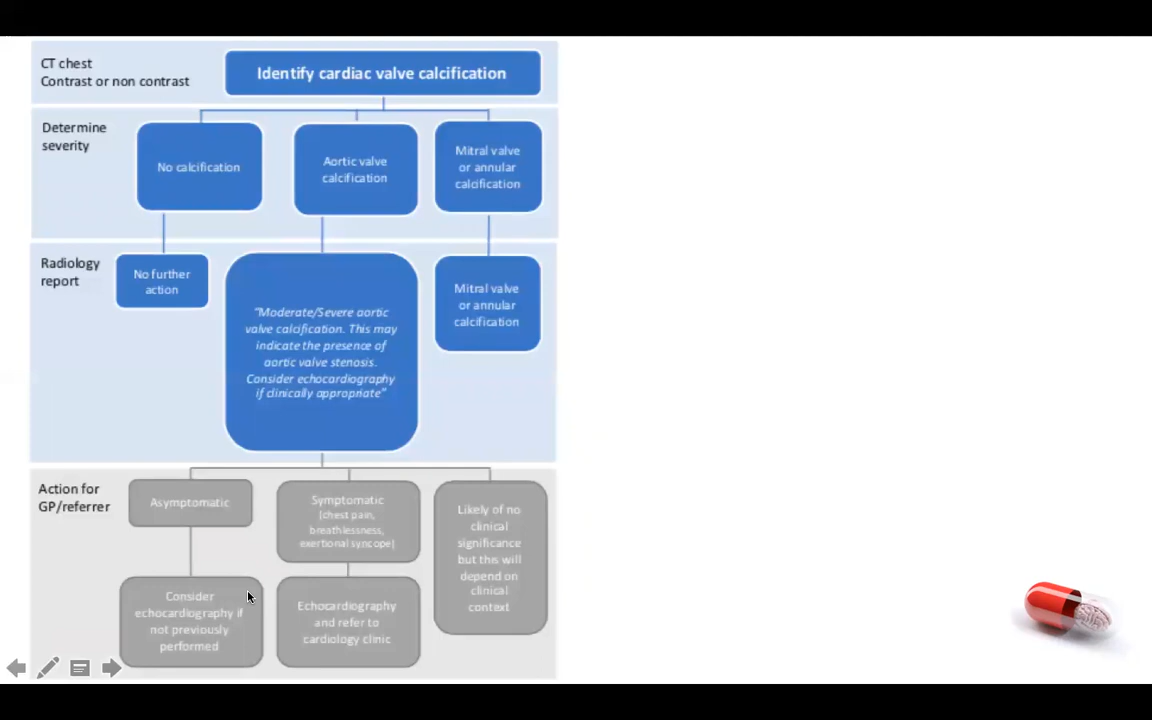 CT chest
Contrast or non contrast
Identify cardiac valve calcification
Determine
severity
No calcification
Aortic valve
calcification
Mitral valve
or annular
calcification
Radiology
report
No further
action
"Moderate/Severe aortic
valve calcification. This may
indicate the presence of
aortic valve stenosis.
Consider echocardiography
if clinically appropriate"
Mitral valve
or annular
calcification
Action for
GP/referrer
Asymptomatic
Symptomatic
(chest pain,
breathlessness,
exertional syncope)
Likely of no
clinical
significance
but this will
depend on
clinical
context
Consider
echocardiography if
not previously
performed
Echocardiography
and refer to
cardiology clinic